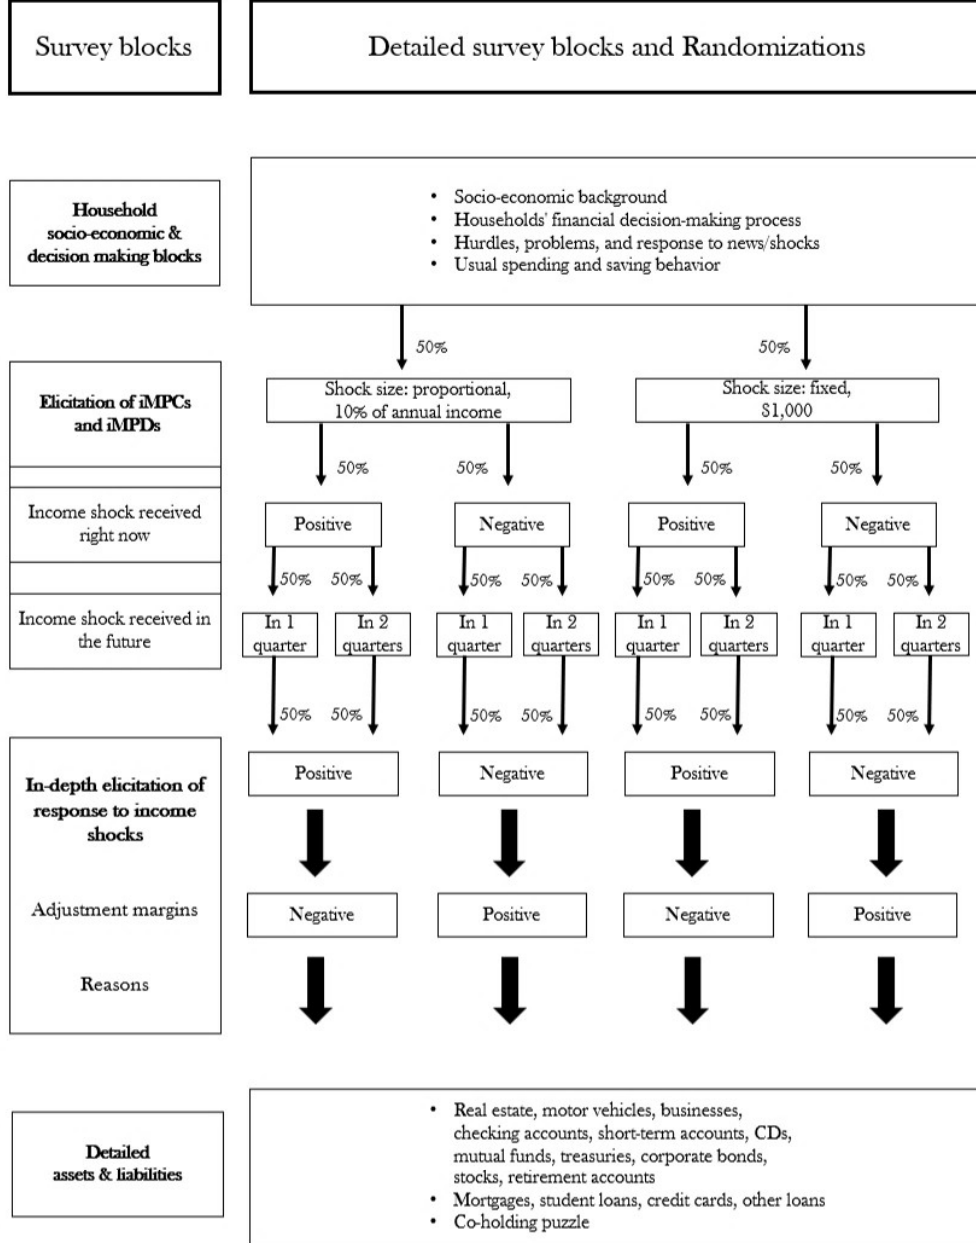 Survey blocks
Detailed survey blocks and Randomizations
Household
socio-economic &
decision making blocks
• Socio-economic background
• Households' financial decision-making process
• Hurdles, problems, and response to news/shocks
• Usual spending and saving behavior
50% 50%
Elicitation of iMPCs
and iMPDs
Shock size: proportional,
10% of annual income
Shock size: fixed,
$1,000
50% 50% 50% 50%
Income shock received
right now
Positive Negative Positive Negative
50% 50% 50% 50% 50% 50% 50% 50%
Income shock received in
the future
In 1
quarter
In 2
quarters
In 1
quarter
In 2
quarters
In 1
quarter
In 2
quarters
In 1
quarter
In 2
quarters
50% 50% 50% 50% 50% 50% 50% 50%
In-depth elicitation of
response to income
shocks
Positive Negative Positive Negative
Adjustment margins
Negative Positive Negative Positive
Reasons
Detailed
assets & liabilities
• Real estate, motor vehicles, businesses,
checking accounts, short-term accounts, CDs,
mutual funds, treasuries, corporate bonds,
stocks, retirement accounts
• Mortgages, student loans, credit cards, other loans
• Co-holding puzzle